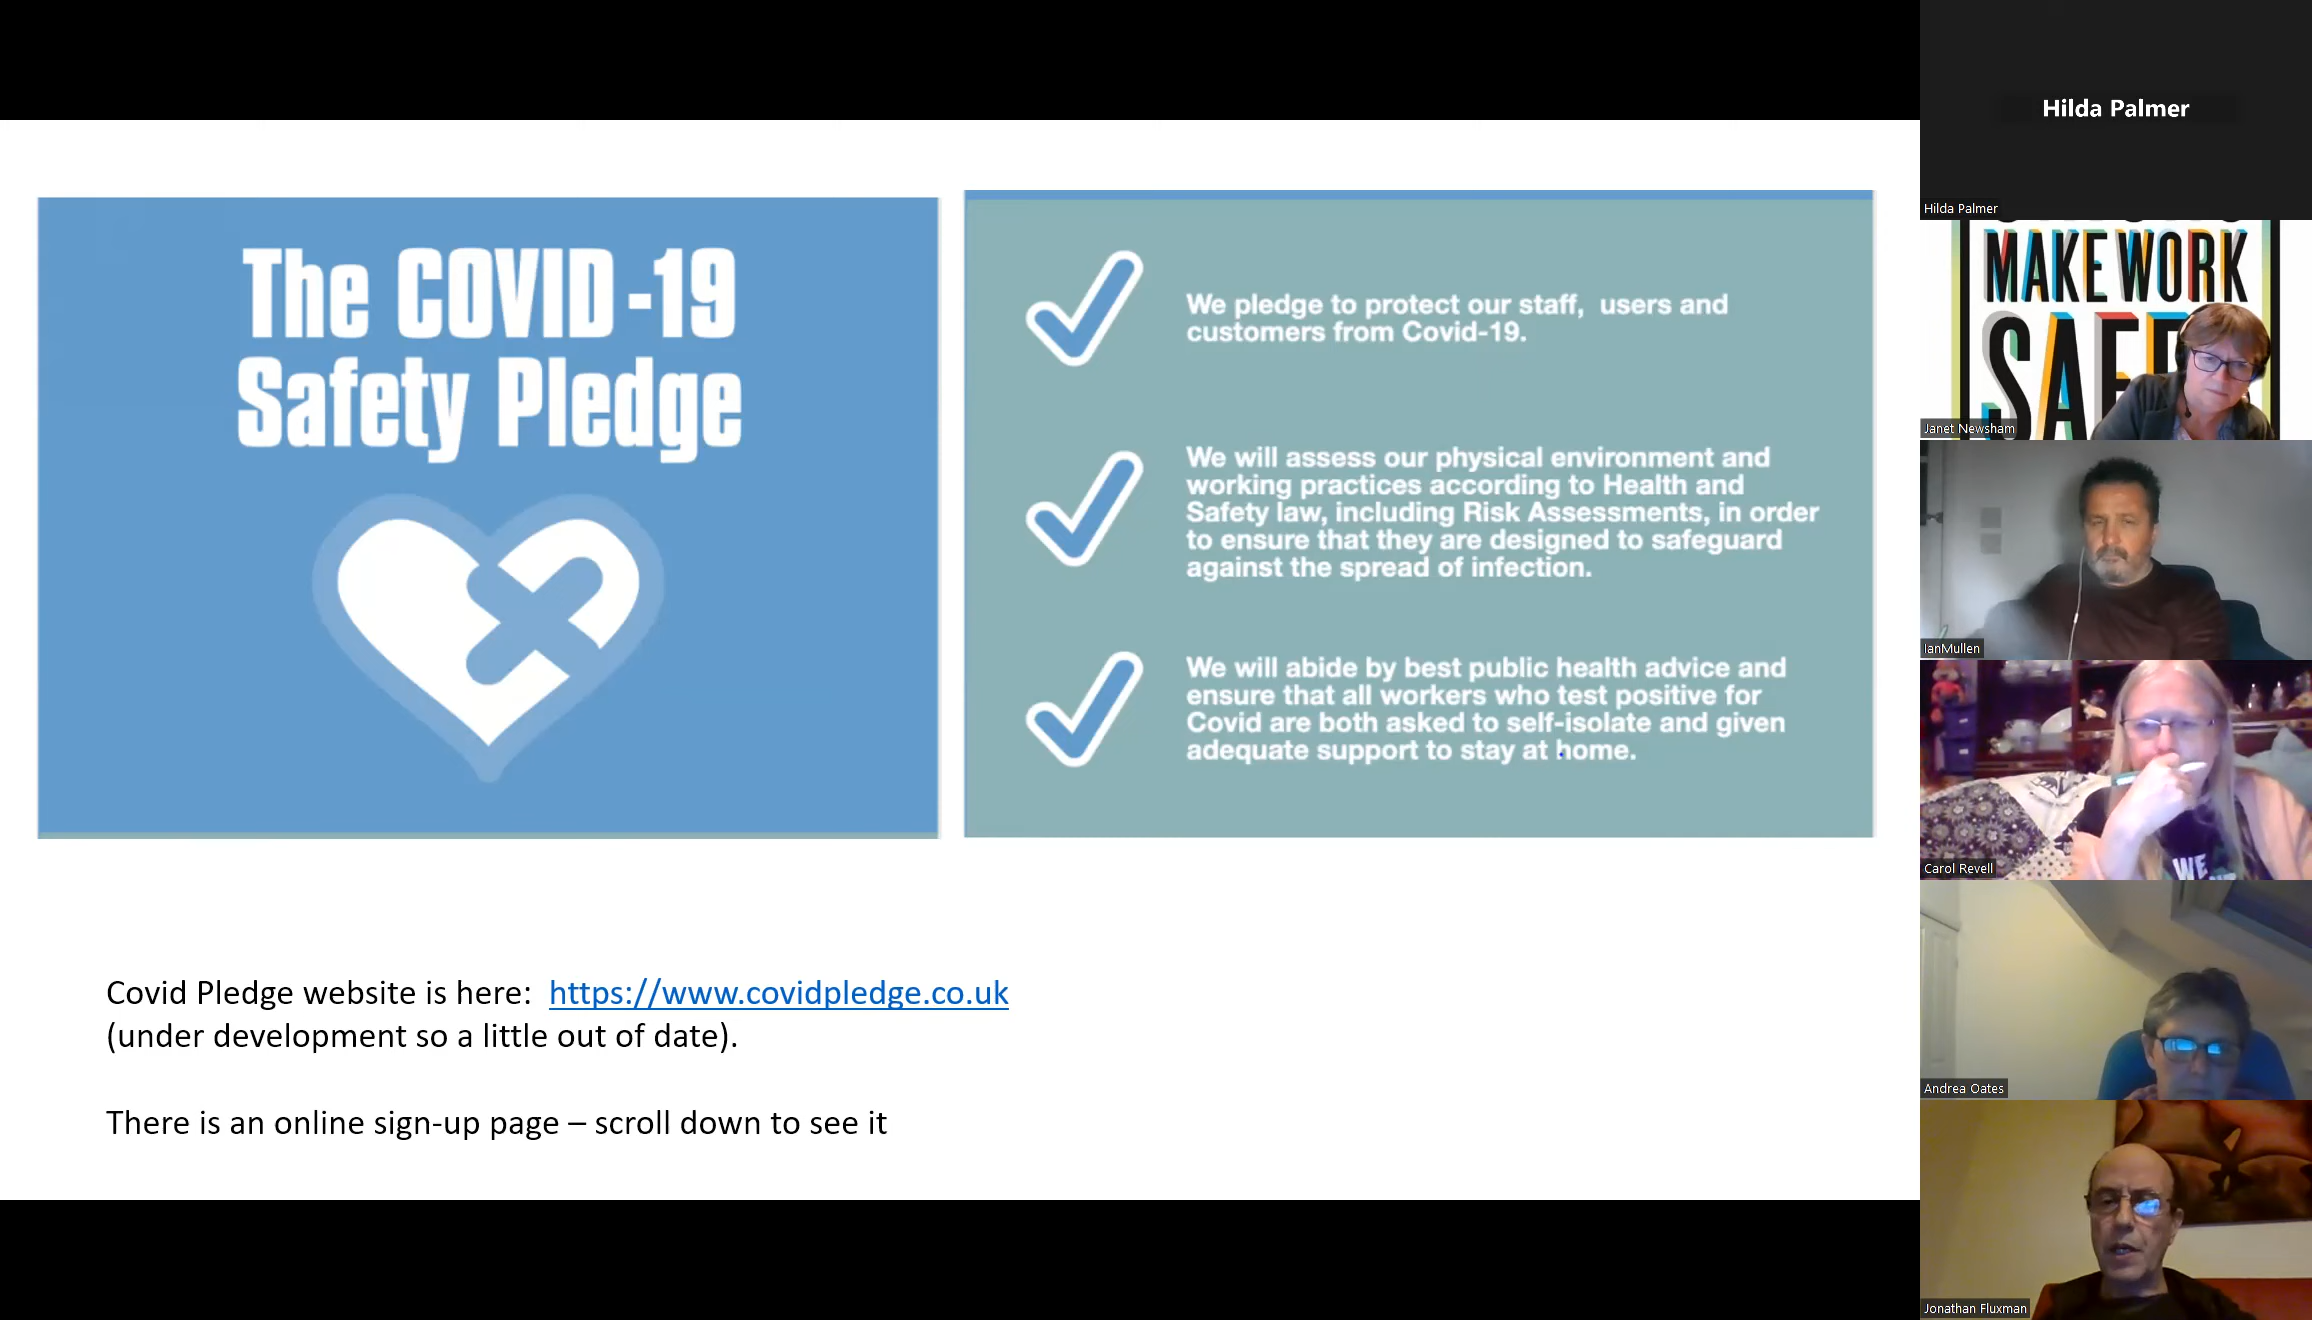 The COVID-19
Safety Pledge
We pledge to protect our staff, users and
customers from Covid-19.
We will assess our physical environment and
working practices according to Health and
Safety law, including Risk Assessments, in order
to ensure that they are designed to safeguard
against the spread of infection.
We will abide by best public health advice and
ensure that all workers who test positive for
Covid are both asked to self-isolate and given
adequate support to stay at home.
Covid Pledge website is here: https://www.covidpledge.co.uk
(under development so a little out of date).
There is an online sign-up page – scroll down to see it
Hilda Palmer
Hilda Palmer
MAKE WORK
Janet Newsham
IanMullen
WE
Carol Revell
Andrea Oates
Jonathan Fluxman